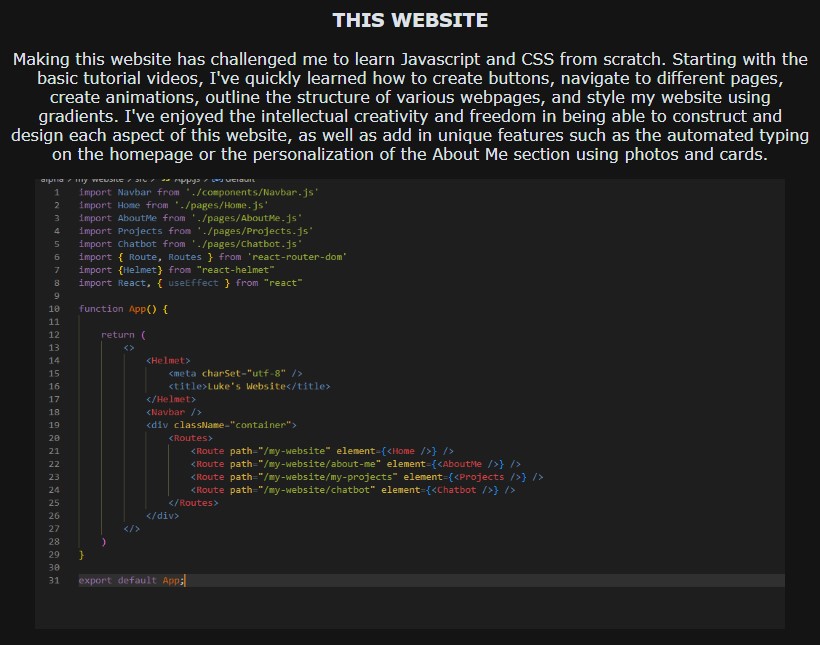 THIS WEBSITE
Making this website has challenged me to learn Javascript and CSS from scratch. Starting with the
basic tutorial videos, I've quickly learned how to create buttons, navigate to different pages,
create animations, outline the structure of various webpages, and style my website using
gradients. I've enjoyed the intellectual creativity and freedom in being able to construct and
design each aspect of this website, as well as add in unique features such as the automated typing
on the homepage or the personalization of the About Me section using photos and cards.
alpha > my website > src > App.js > default
1 import Navbar from './components/Navbar.js'
2 import Home from './pages/Home.js'
3 import AboutMe from './pages/AboutMe.js'
4 import Projects from './pages/Projects.js'
5 import Chatbot from './pages/Chatbot.js'
6 import { Route, Routes } from 'react-router-dom'
7 import {Helmet} from "react-helmet"
8 import React, { useEffect } from "react"
9
10 function App() {
11
12 return (
13 <>
14 <Helmet>
15 <meta charSet="utf-8" />
16 <title>Luke's Website</title>
17 </Helmet>
18 <Navbar />
19 <div className="container">
20 <Routes>
21 <Route path="/my-website" element={<Home />} />
22 <Route path="/my-website/about-me" element={<AboutMe />} />
23 <Route path="/my-website/my-projects" element={<Projects />} />
24 <Route path="/my-website/chatbot" element={<Chatbot />} />
25 </Routes>
26 </div>
27 </>
28 )
29 }
30
31 export default App;